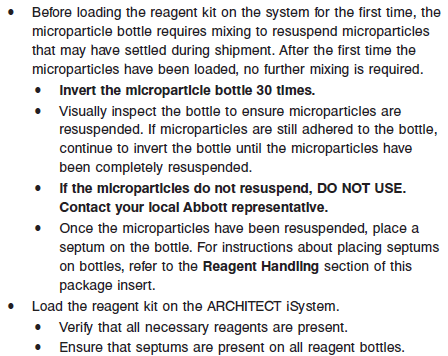 • Before loading the reagent kit on the system for the first time, the
microparticle bottle requires mixing to resuspend microparticles
that may have settled during shipment. After the first time the
microparticles have been loaded, no further mixing is required.
• Invert the microparticle bottle 30 times.
• Visually inspect the bottle to ensure microparticles are
resuspended. If microparticles are still adhered to the bottle,
continue to invert the bottle until the microparticles have
been completely resuspended.
• If the microparticles do not resuspend, DO NOT USE.
Contact your local Abbott representative.
• Once the microparticles have been resuspended, place a
septum on the bottle. For instructions about placing septums
on bottles, refer to the Reagent Handling section of this
package insert.
• Load the reagent kit on the ARCHITECT iSystem.
• Verify that all necessary reagents are present.
• Ensure that septums are present on all reagent bottles.